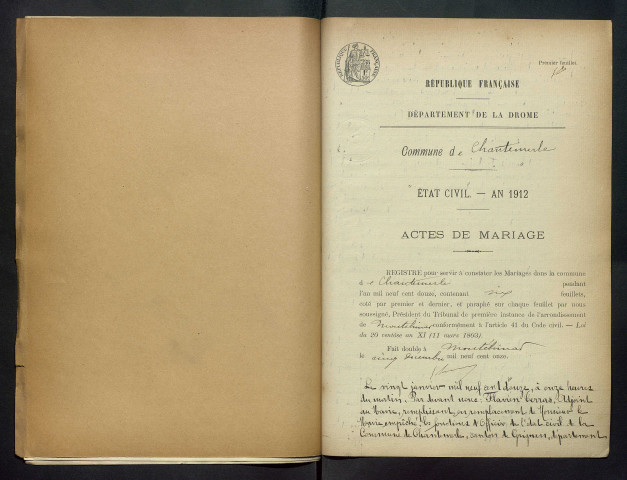 RÉPUBLIQUE FRANÇAISE
Premier feuillet.
RÉPUBLIQUE FRANÇAISE
DÉPARTEMENT DE LA DROME
Commune de Chantemerle
ÉTAT CIVIL. — AN 1912
ACTES DE MARIAGE
REGISTRE pour servir à constater les Mariages dans la commune
de Chantemerle pendant
l'an mil neuf cent douze, contenant six feuillets,
coté par premier et dernier, et paraphé sur chaque feuillet par nous
soussigné, Président du Tribunal de première instance de l'arrondissement
de Montélimar conformément à l'article 41 du Code civil. — Loi
du 20 ventôse an XI (11 mars 1803).
Fait double à Montélimar
le cinq décembre mil neuf cent onze.
Le vingt janvier mil neuf cent douze, à onze heures
du matin, Par devant nous : Flavien Cerras, Adjoint
au Maire, remplissant, en remplacement de Monsieur le
Maire empêché les fonctions d'Officier de l'état civil de la
Commune de Chantemerle, canton de Grignan, département